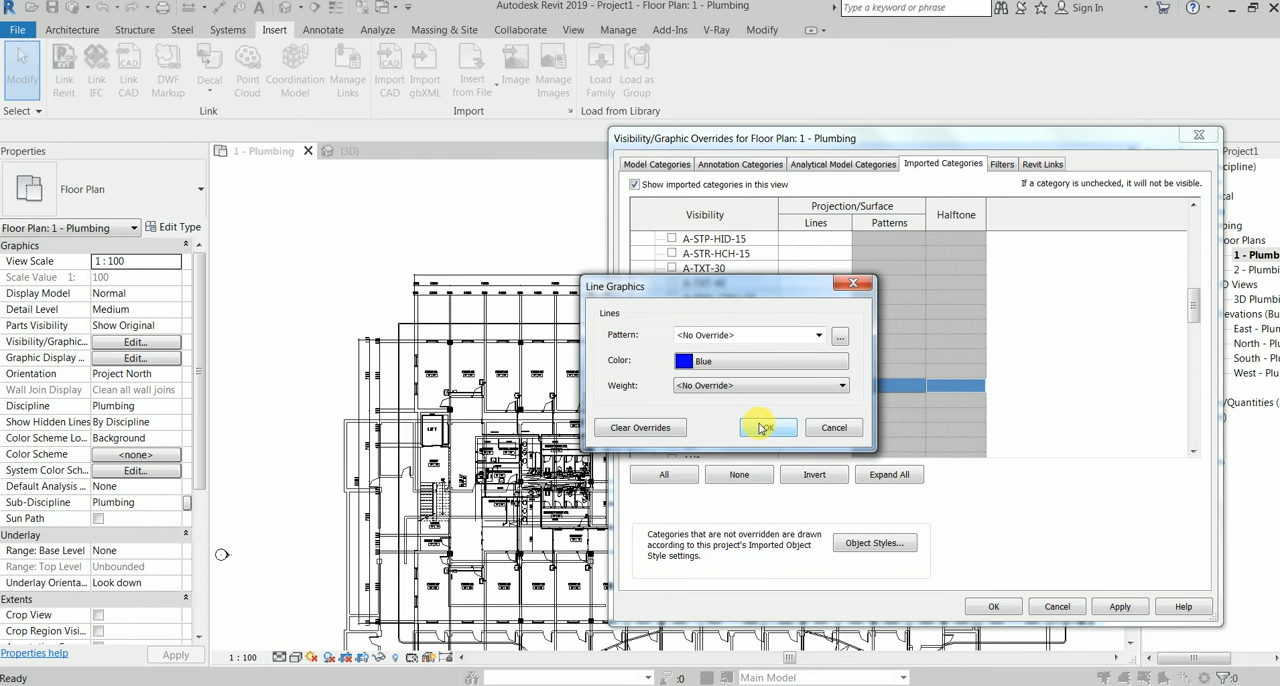 Autodesk Revit 2019 - Project1 - Floor Plan: 1 - Plumbing
Type a keyword or phrase
Sign In
File Architecture Structure Steel Systems Insert Annotate Analyze Massing & Site Collaborate View Manage Add-Ins V-Ray Modify
Modify
Link Revit
Link IFC
Link CAD
DWF Markup
Decal
Point Cloud
Coordination Model
Manage Links
Import CAD
Import gbXML
Insert from File
Image
Manage Images
Load Family
Load as Group
Select
Link
Import
Load from Library
Properties
1 - Plumbing
{3D}
Floor Plan
Floor Plan: 1 - Plumbing
Edit Type
Graphics
View Scale 1 : 100
Scale Value 1: 100
Display Model Normal
Detail Level Medium
Parts Visibility Show Original
Visibility/Graphic... Edit...
Graphic Display ... Edit...
Orientation Project North
Wall Join Display Clean all wall joins
Discipline Plumbing
Show Hidden Lines By Discipline
Color Scheme Lo... Background
Color Scheme <none>
System Color Sch... Edit...
Default Analysis ... None
Sub-Discipline Plumbing
Sun Path
Underlay
Range: Base Level None
Range: Top Level Unbounded
Underlay Orienta... Look down
Extents
Crop View
Crop Region Visi...
Properties help
Apply
LIFT
Visibility/Graphic Overrides for Floor Plan: 1 - Plumbing
Model Categories Annotation Categories Analytical Model Categories Imported Categories Filters Revit Links
Show imported categories in this view
If a category is unchecked, it will not be visible.
Visibility
Projection/Surface
Lines
Patterns
Halftone
A-STP-HID-15
A-STR-HCH-15
A-TXT-30
Line Graphics
Lines
Pattern: <No Override>
...
Color: Blue
Weight: <No Override>
Clear Overrides
OK
Cancel
All
None
Invert
Expand All
Categories that are not overridden are drawn
according to this project's Imported Object
Style settings.
Object Styles...
OK
Cancel
Apply
Help
Project1
cipline)
oor Plans
1 - Plumb
2 - Plumbi
D Views
3D Plumbi
evations (Bu
East - Plu
North - Pl
South - Pl
West - Plu
/Quantities (
1 : 100
Ready
:0
Main Model
:0